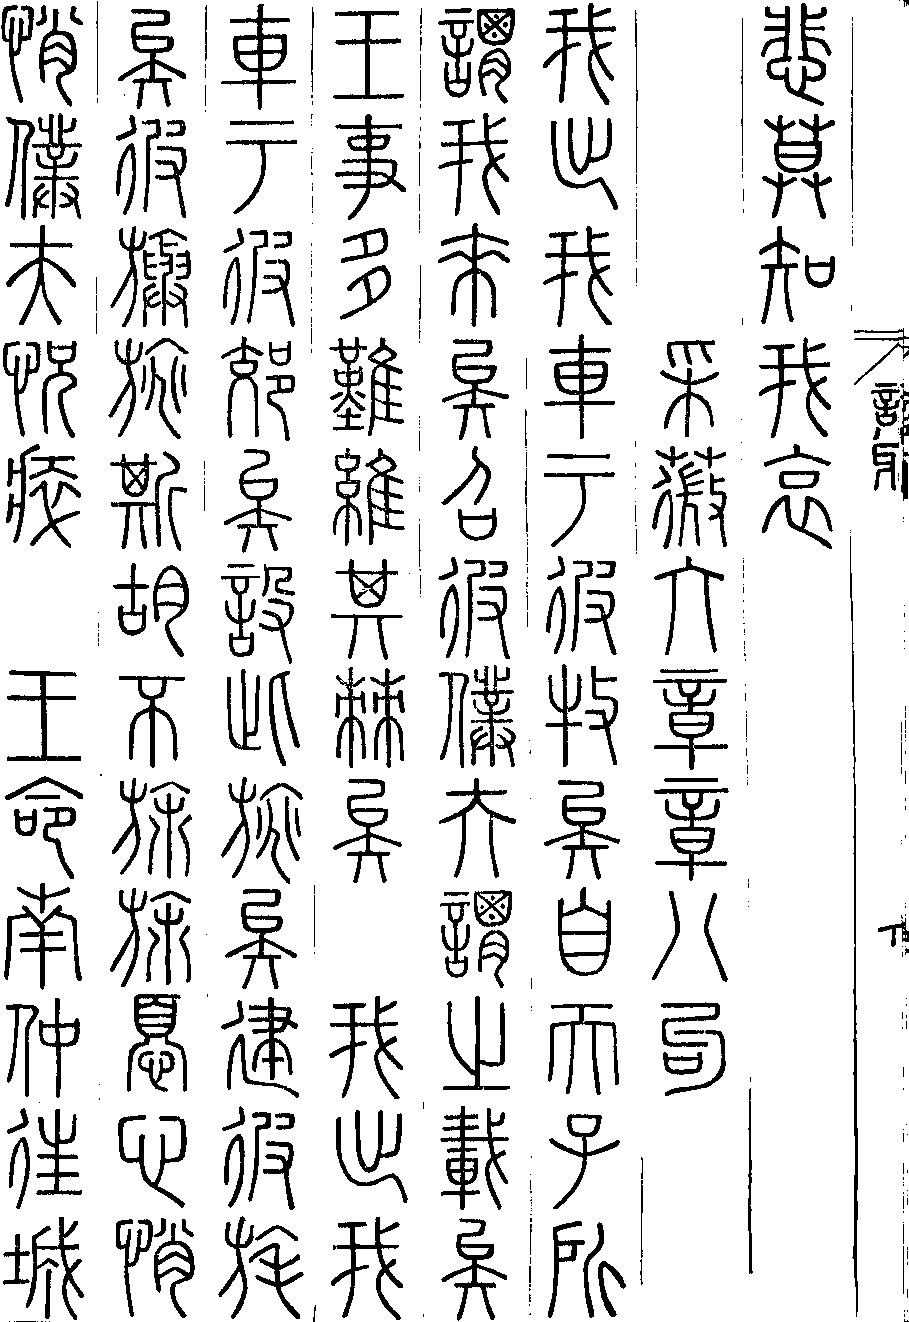 悲莫知我哀
采薇六章章八句
我出我車于彼牧矣自天子所
謂我來矣召彼僕夫謂之載矣
王事多難維其棘矣 我出我
車于彼郊矣設此旐矣建彼旄
矣彼旟旐斯胡不旆旆憂心悄
悄僕夫怳瘁 王命南仲往城